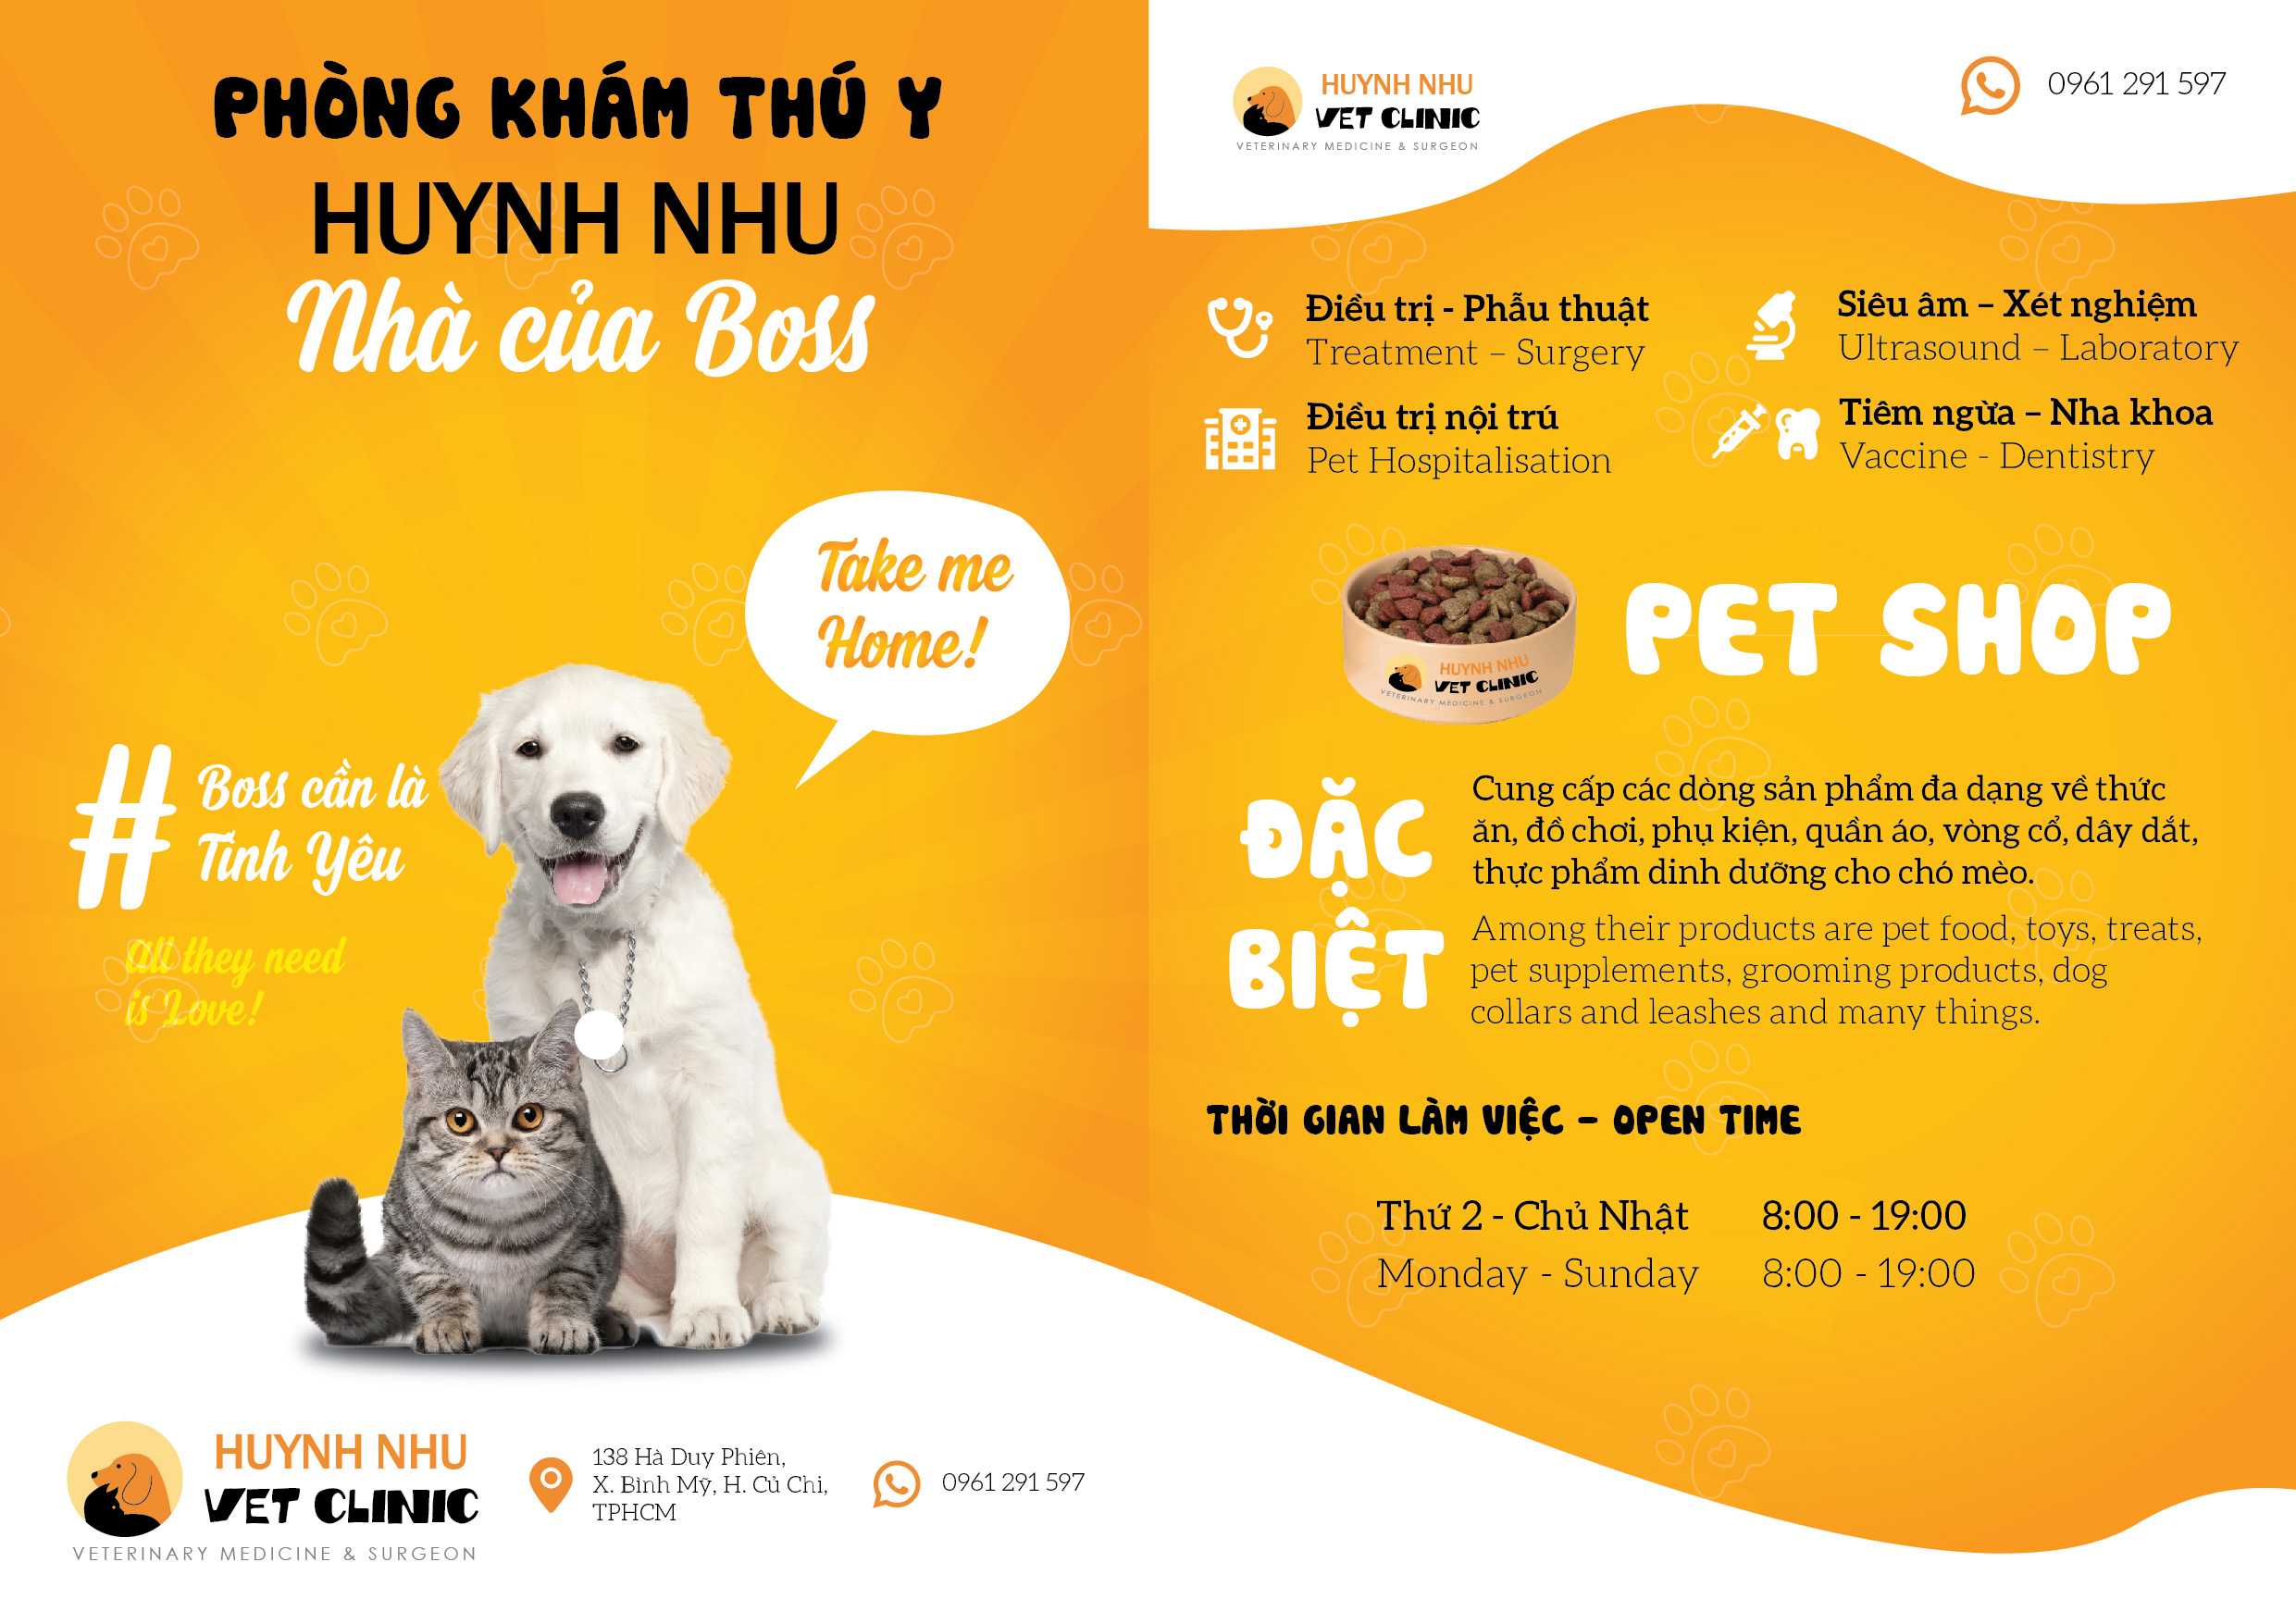 PHÒNG KHÁM THÚ Y
HUYNH NHU
Nhà của Boss
Take me
Home!
#
Boss cần là
Tình Yêu
All they need
is Love!
HUYNH NHU
VET CLINIC
VETERINARY MEDICINE & SURGEON
138 Hà Duy Phiên,
X. Bình Mỹ, H. Củ Chi,
TPHCM
0961 291 597
HUYNH NHU
VET CLINIC
VETERINARY MEDICINE & SURGEON
0961 291 597
Điều trị - Phẫu thuật
Treatment – Surgery
Siêu âm – Xét nghiệm
Ultrasound – Laboratory
Điều trị nội trú
Pet Hospitalisation
Tiêm ngừa – Nha khoa
Vaccine - Dentistry
HUYNH NHU
VET CLINIC
VETERINARY MEDICINE & SURGEON
PET SHOP
ĐẶC
BIỆT
Cung cấp các dòng sản phẩm đa dạng về thức
ăn, đồ chơi, phụ kiện, quần áo, vòng cổ, dây dắt,
thực phẩm dinh dưỡng cho chó mèo.
Among their products are pet food, toys, treats,
pet supplements, grooming products, dog
collars and leashes and many things.
THỜI GIAN LÀM VIỆC – OPEN TIME
Thứ 2 - Chủ Nhật 8:00 - 19:00
Monday - Sunday 8:00 - 19:00